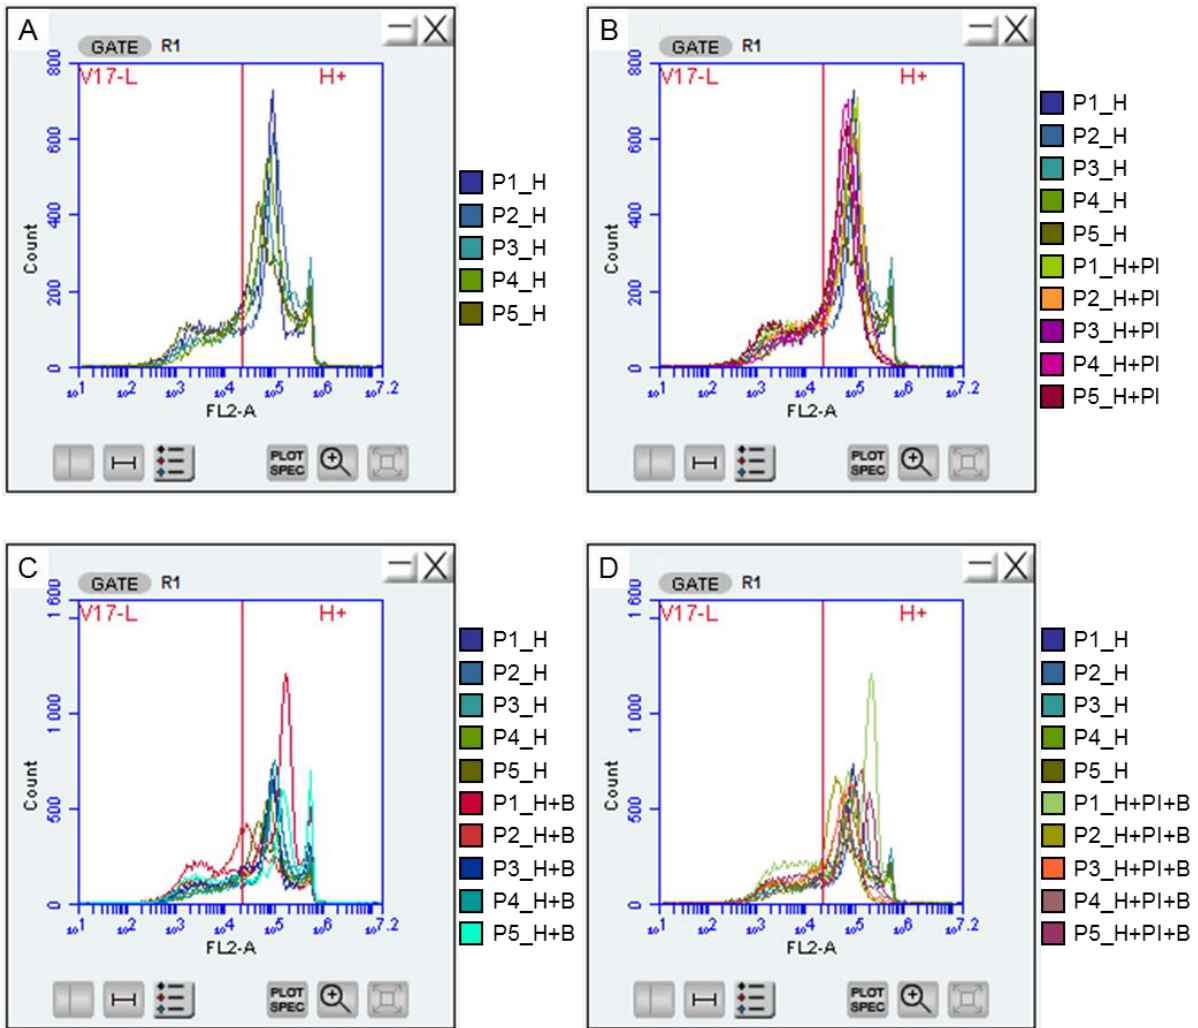 A
GATE R1
800
600
400
200
0
V17-L H+
Count
10^1 10^2 10^3 10^4 10^5 10^6 10^7.2
FL2-A
PLOT SPEC
P1_H
P2_H
P3_H
P4_H
P5_H
B
GATE R1
800
600
400
200
0
V17-L H+
Count
10^1 10^2 10^3 10^4 10^5 10^6 10^7.2
FL2-A
PLOT SPEC
P1_H
P2_H
P3_H
P4_H
P5_H
P1_H+PI
P2_H+PI
P3_H+PI
P4_H+PI
P5_H+PI
C
GATE R1
1 600
1 000
500
0
V17-L H+
Count
10^1 10^2 10^3 10^4 10^5 10^6 10^7.2
FL2-A
PLOT SPEC
P1_H
P2_H
P3_H
P4_H
P5_H
P1_H+B
P2_H+B
P3_H+B
P4_H+B
P5_H+B
D
GATE R1
1 600
1 000
500
0
V17-L H+
Count
10^1 10^2 10^3 10^4 10^5 10^6 10^7.2
FL2-A
PLOT SPEC
P1_H
P2_H
P3_H
P4_H
P5_H
P1_H+PI+B
P2_H+PI+B
P3_H+PI+B
P4_H+PI+B
P5_H+PI+B